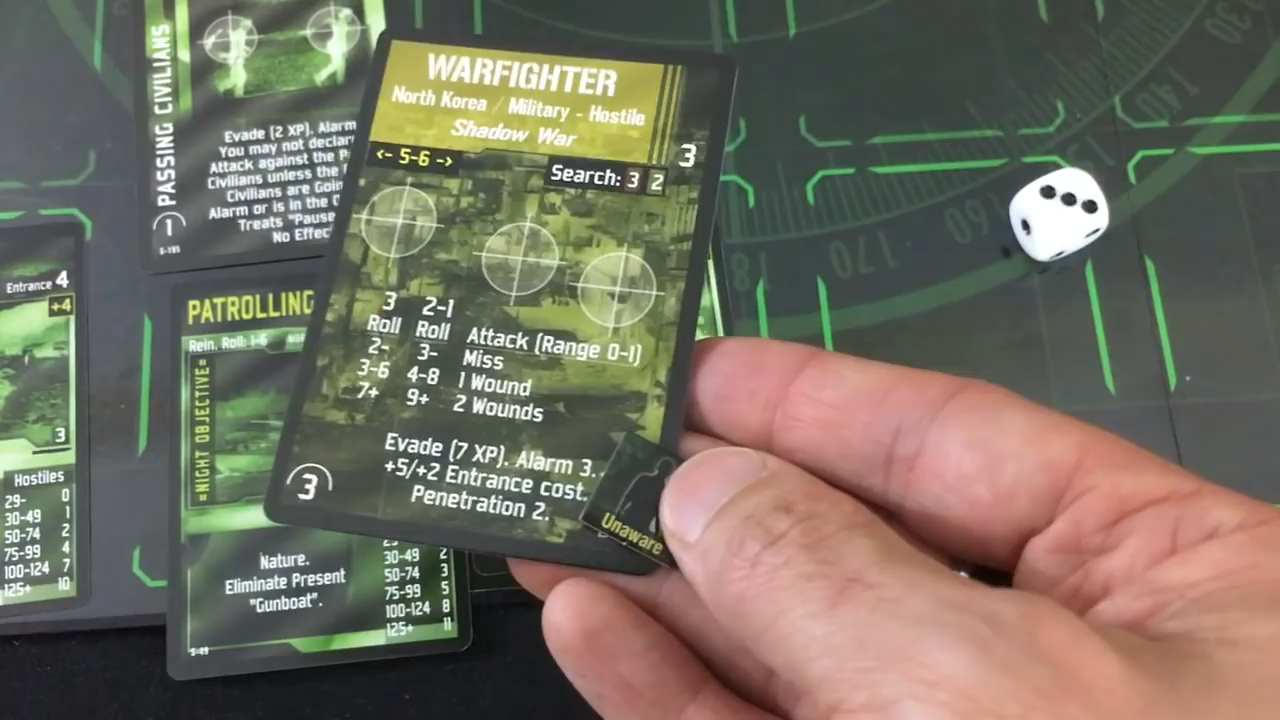 WARFIGHTER
North Korea / Military - Hostile
Shadow War
3
<- 5-6 ->
Search: 3 2
3 2-1
Roll Roll Attack (Range 0-1)
2- 3- Miss
3-6 4-8 1 Wound
7+ 9+ 2 Wounds
Evade (7 XP). Alarm 3.
+5/+2 Entrance cost.
Penetration 2.
3
Unaware
PASSING CIVILIANS
Evade (2 XP). Alarm
You may not declar
Attack against the P
Civilians unless the
Civilians are Goin
Alarm or is in the
Treats "Pause
No Effec
1
S-195
Entrance 4
+4
3
Hostiles
29- 0
30-49 1
50-74 2
75-99 4
100-124 7
125+ 10
PATROLLING
Rein. Roll: 1-6
"NIGHT OBJECTIVE"
Nature.
Eliminate Present
"Gunboat".
30-49 2
50-74 3
75-99 5
100-124 8
125+ 11
S-49
30
140
160
170
18